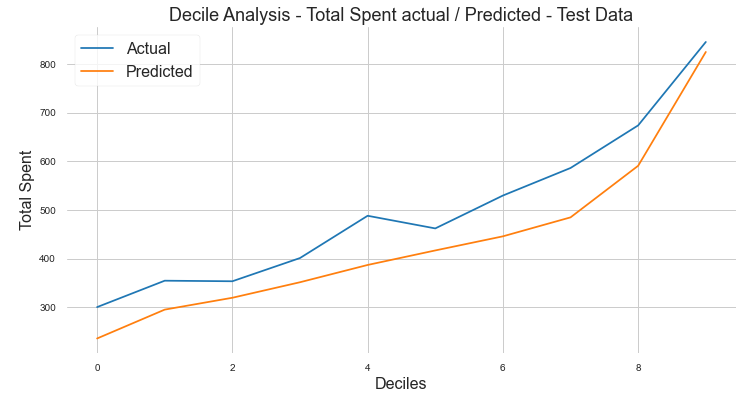 Decile Analysis - Total Spent actual / Predicted - Test Data
Actual
Predicted
800
700
600
500
400
300
Total Spent
0 2 4 6 8
Deciles